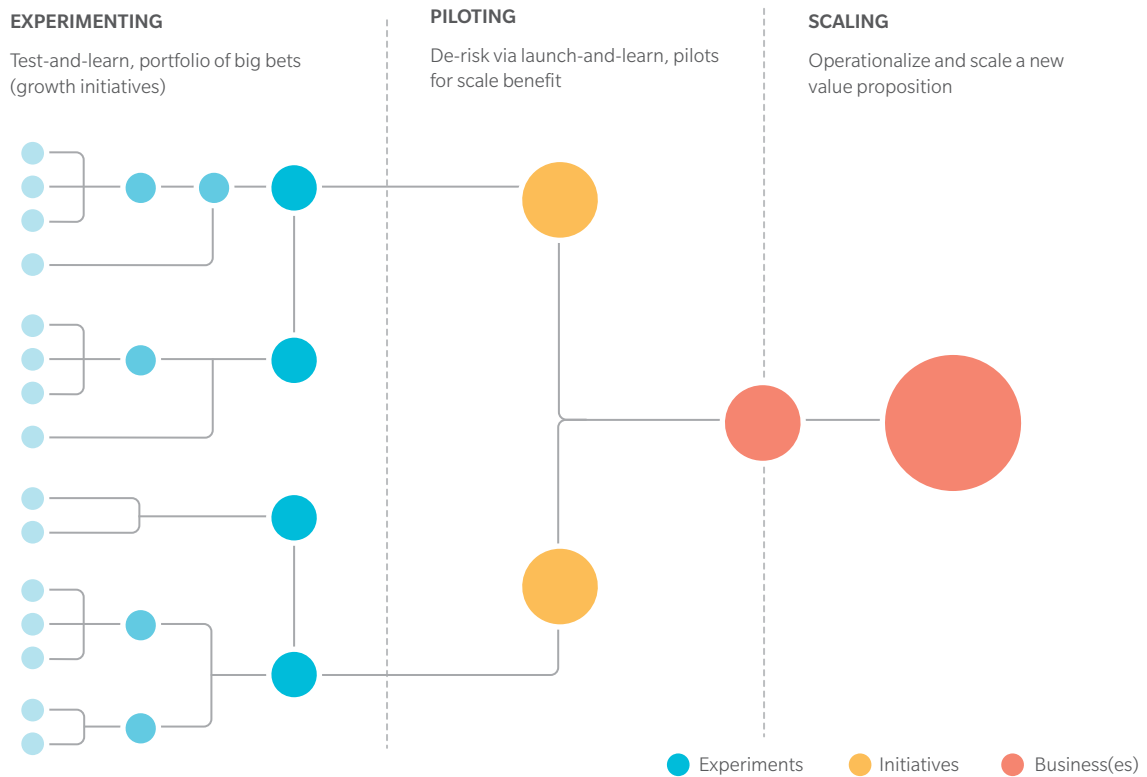 EXPERIMENTING
Test-and-learn, portfolio of big bets
(growth initiatives)
PILOTING
De-risk via launch-and-learn, pilots
for scale benefit
SCALING
Operationalize and scale a new
value proposition
Experiments
Initiatives
Business(es)